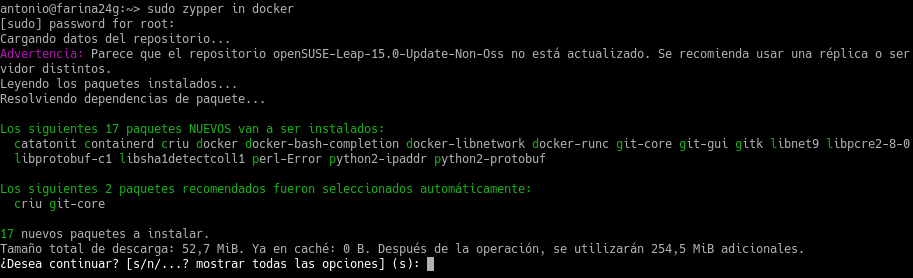 antonio@farina24g:~> sudo zypper in docker
[sudo] password for root:
Cargando datos del repositorio...
Advertencia: Parece que el repositorio openSUSE-Leap-15.0-Update-Non-Oss no está actualizado. Se recomienda usar una réplica o ser
vidor distintos.
Leyendo los paquetes instalados...
Resolviendo dependencias de paquete...
Los siguientes 17 paquetes NUEVOS van a ser instalados:
catatonit containerd criu docker docker-bash-completion docker-libnetwork docker-runc git-core git-gui gitk libnet9 libpcre2-8-0
libprotobuf-c1 libsha1detectcoll1 perl-Error python2-ipaddr python2-protobuf
Los siguientes 2 paquetes recomendados fueron seleccionados automáticamente:
criu git-core
17 nuevos paquetes a instalar.
Tamaño total de descarga: 52,7 MiB. Ya en caché: 0 B. Después de la operación, se utilizarán 254,5 MiB adicionales.
¿Desea continuar? [s/n/...? mostrar todas las opciones] (s):